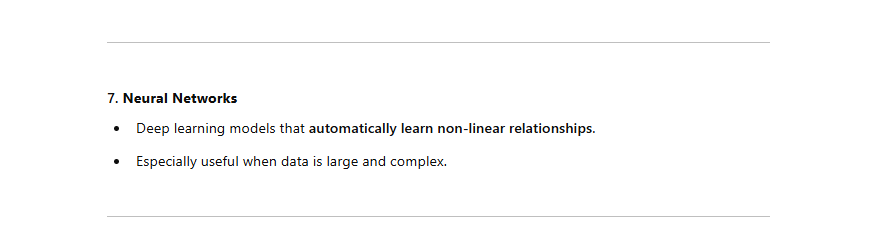 7. Neural Networks
• Deep learning models that automatically learn non-linear relationships.
• Especially useful when data is large and complex.